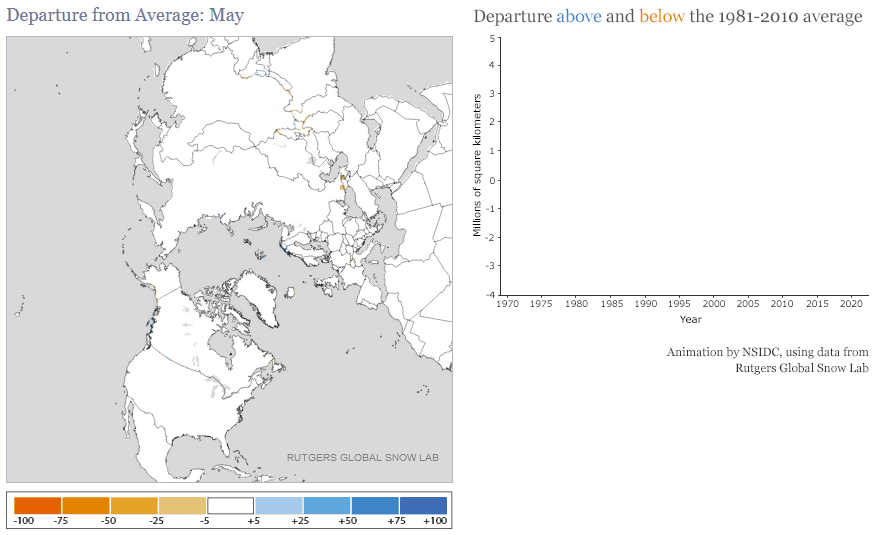 Departure from Average: May
RUTGERS GLOBAL SNOW LAB
-100 -75 -50 -25 -5 +5 +25 +50 +75 +100
Departure above and below the 1981-2010 average
Millions of square kilometers
5
4
3
2
1
0
-1
-2
-3
-4
1970 1975 1980 1985 1990 1995 2000 2005 2010 2015 2020
Year
Animation by NSIDC, using data from
Rutgers Global Snow Lab